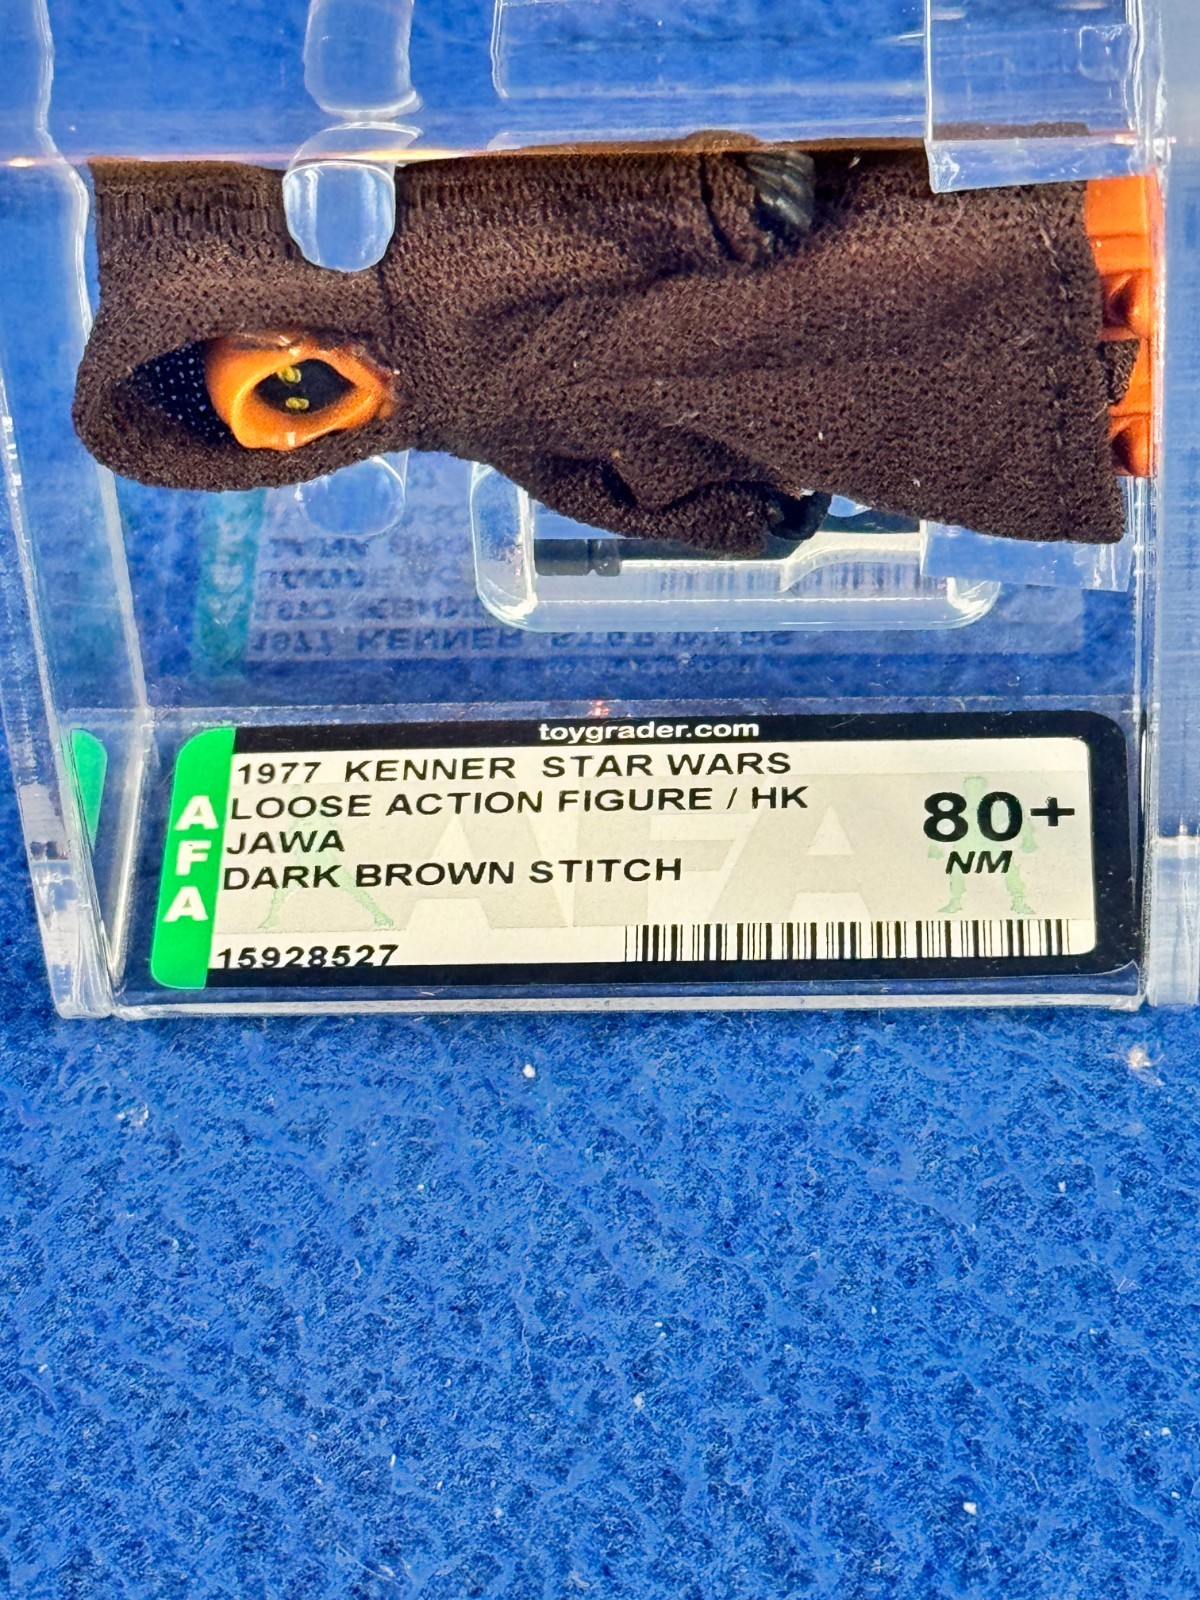 toygrader.com
1977 KENNER STAR WARS
LOOSE ACTION FIGURE / HK
JAWA
DARK BROWN STITCH
80+
NM
AFA
15928527